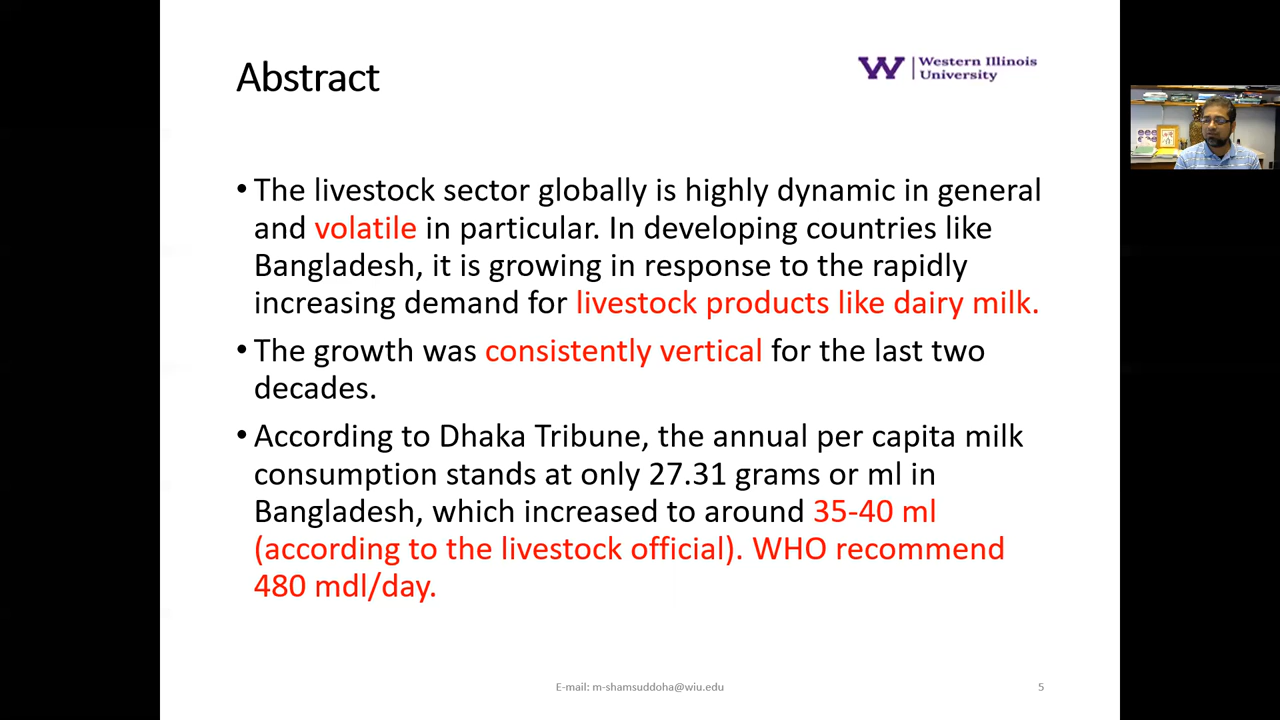 Abstract
Western Illinois
University
• The livestock sector globally is highly dynamic in general
and volatile in particular. In developing countries like
Bangladesh, it is growing in response to the rapidly
increasing demand for livestock products like dairy milk.
• The growth was consistently vertical for the last two
decades.
• According to Dhaka Tribune, the annual per capita milk
consumption stands at only 27.31 grams or ml in
Bangladesh, which increased to around 35-40 ml
(according to the livestock official). WHO recommend
480 mdl/day.
E-mail: m-shamsuddoha@wiu.edu
5